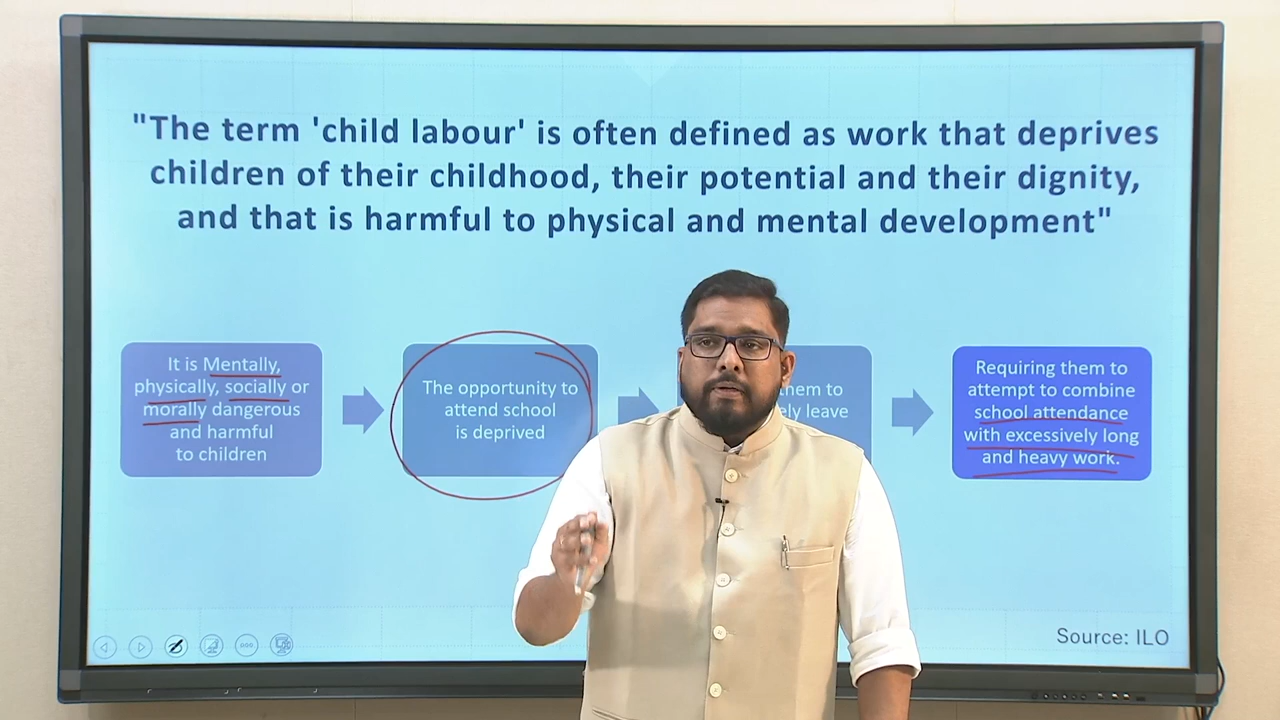 "The term 'child labour' is often defined as work that deprives
children of their childhood, their potential and their dignity,
and that is harmful to physical and mental development"
It is Mentally,
physically, socially or
morally dangerous
and harmful
to children
The opportunity to
attend school
is deprived
them to
leave
Requiring them to
attempt to combine
school attendance
with excessively long
and heavy work.
Source: ILO